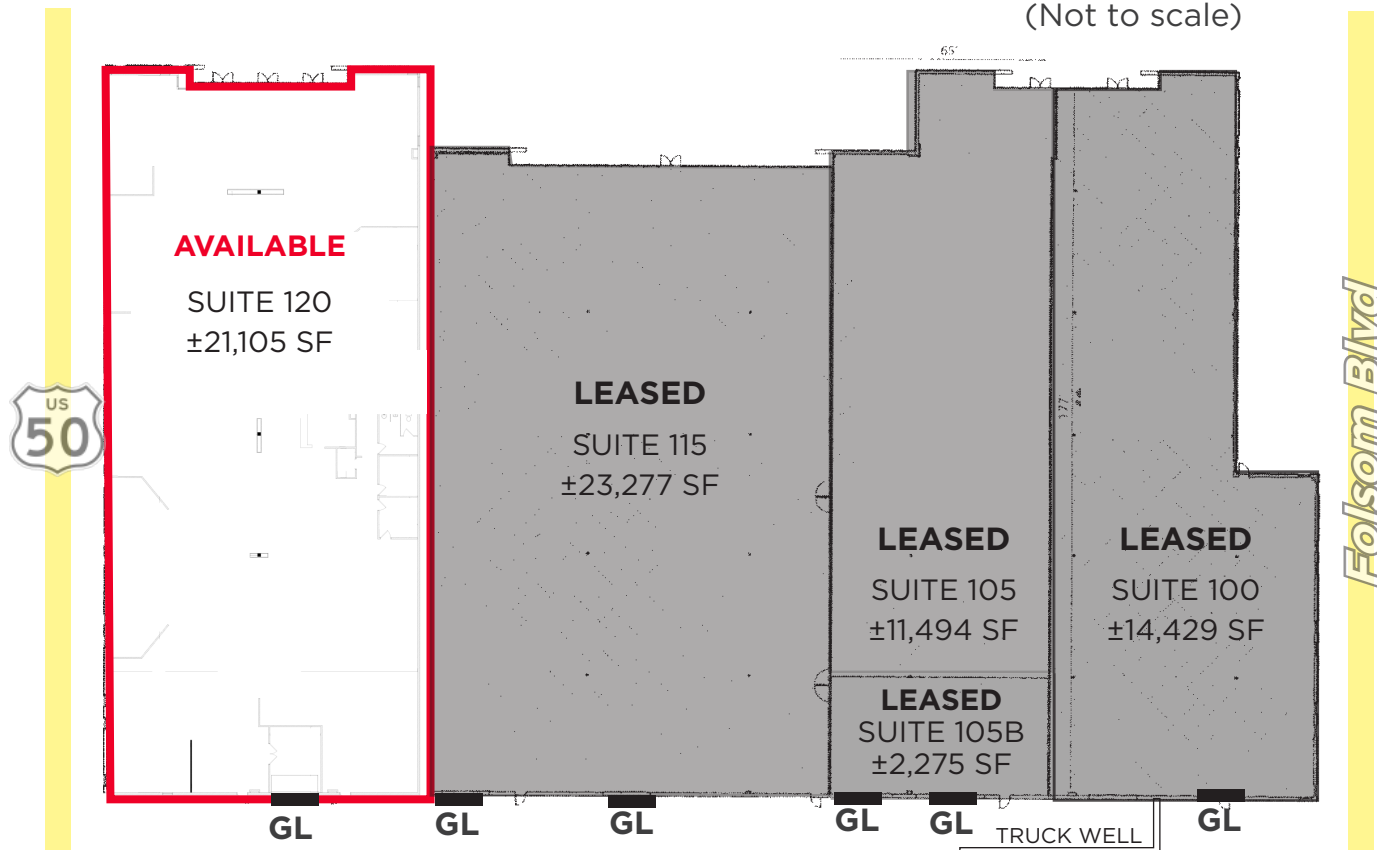 (Not to scale)
65'
AVAILABLE
SUITE 120
±21,105 SF
US
50
LEASED
SUITE 115
±23,277 SF
177'
LEASED
SUITE 105
±11,494 SF
LEASED
SUITE 100
±14,429 SF
LEASED
SUITE 105B
±2,275 SF
Folsom Blvd
GL
GL
GL
GL
GL
GL
TRUCK WELL